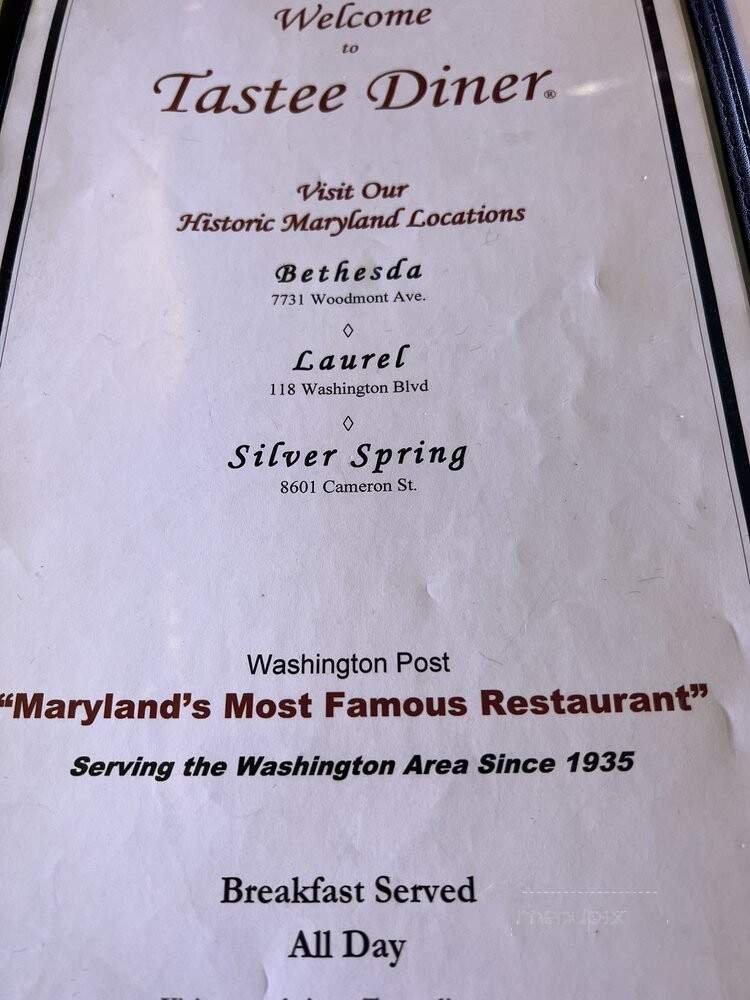 Welcome
to
Tastee Diner®
Visit Our
Historic Maryland Locations
Bethesda
7731 Woodmont Ave.
◊
Laurel
118 Washington Blvd
◊
Silver Spring
8601 Cameron St.
Washington Post
“Maryland’s Most Famous Restaurant”
Serving the Washington Area Since 1935
Breakfast Served
All Day
menupix